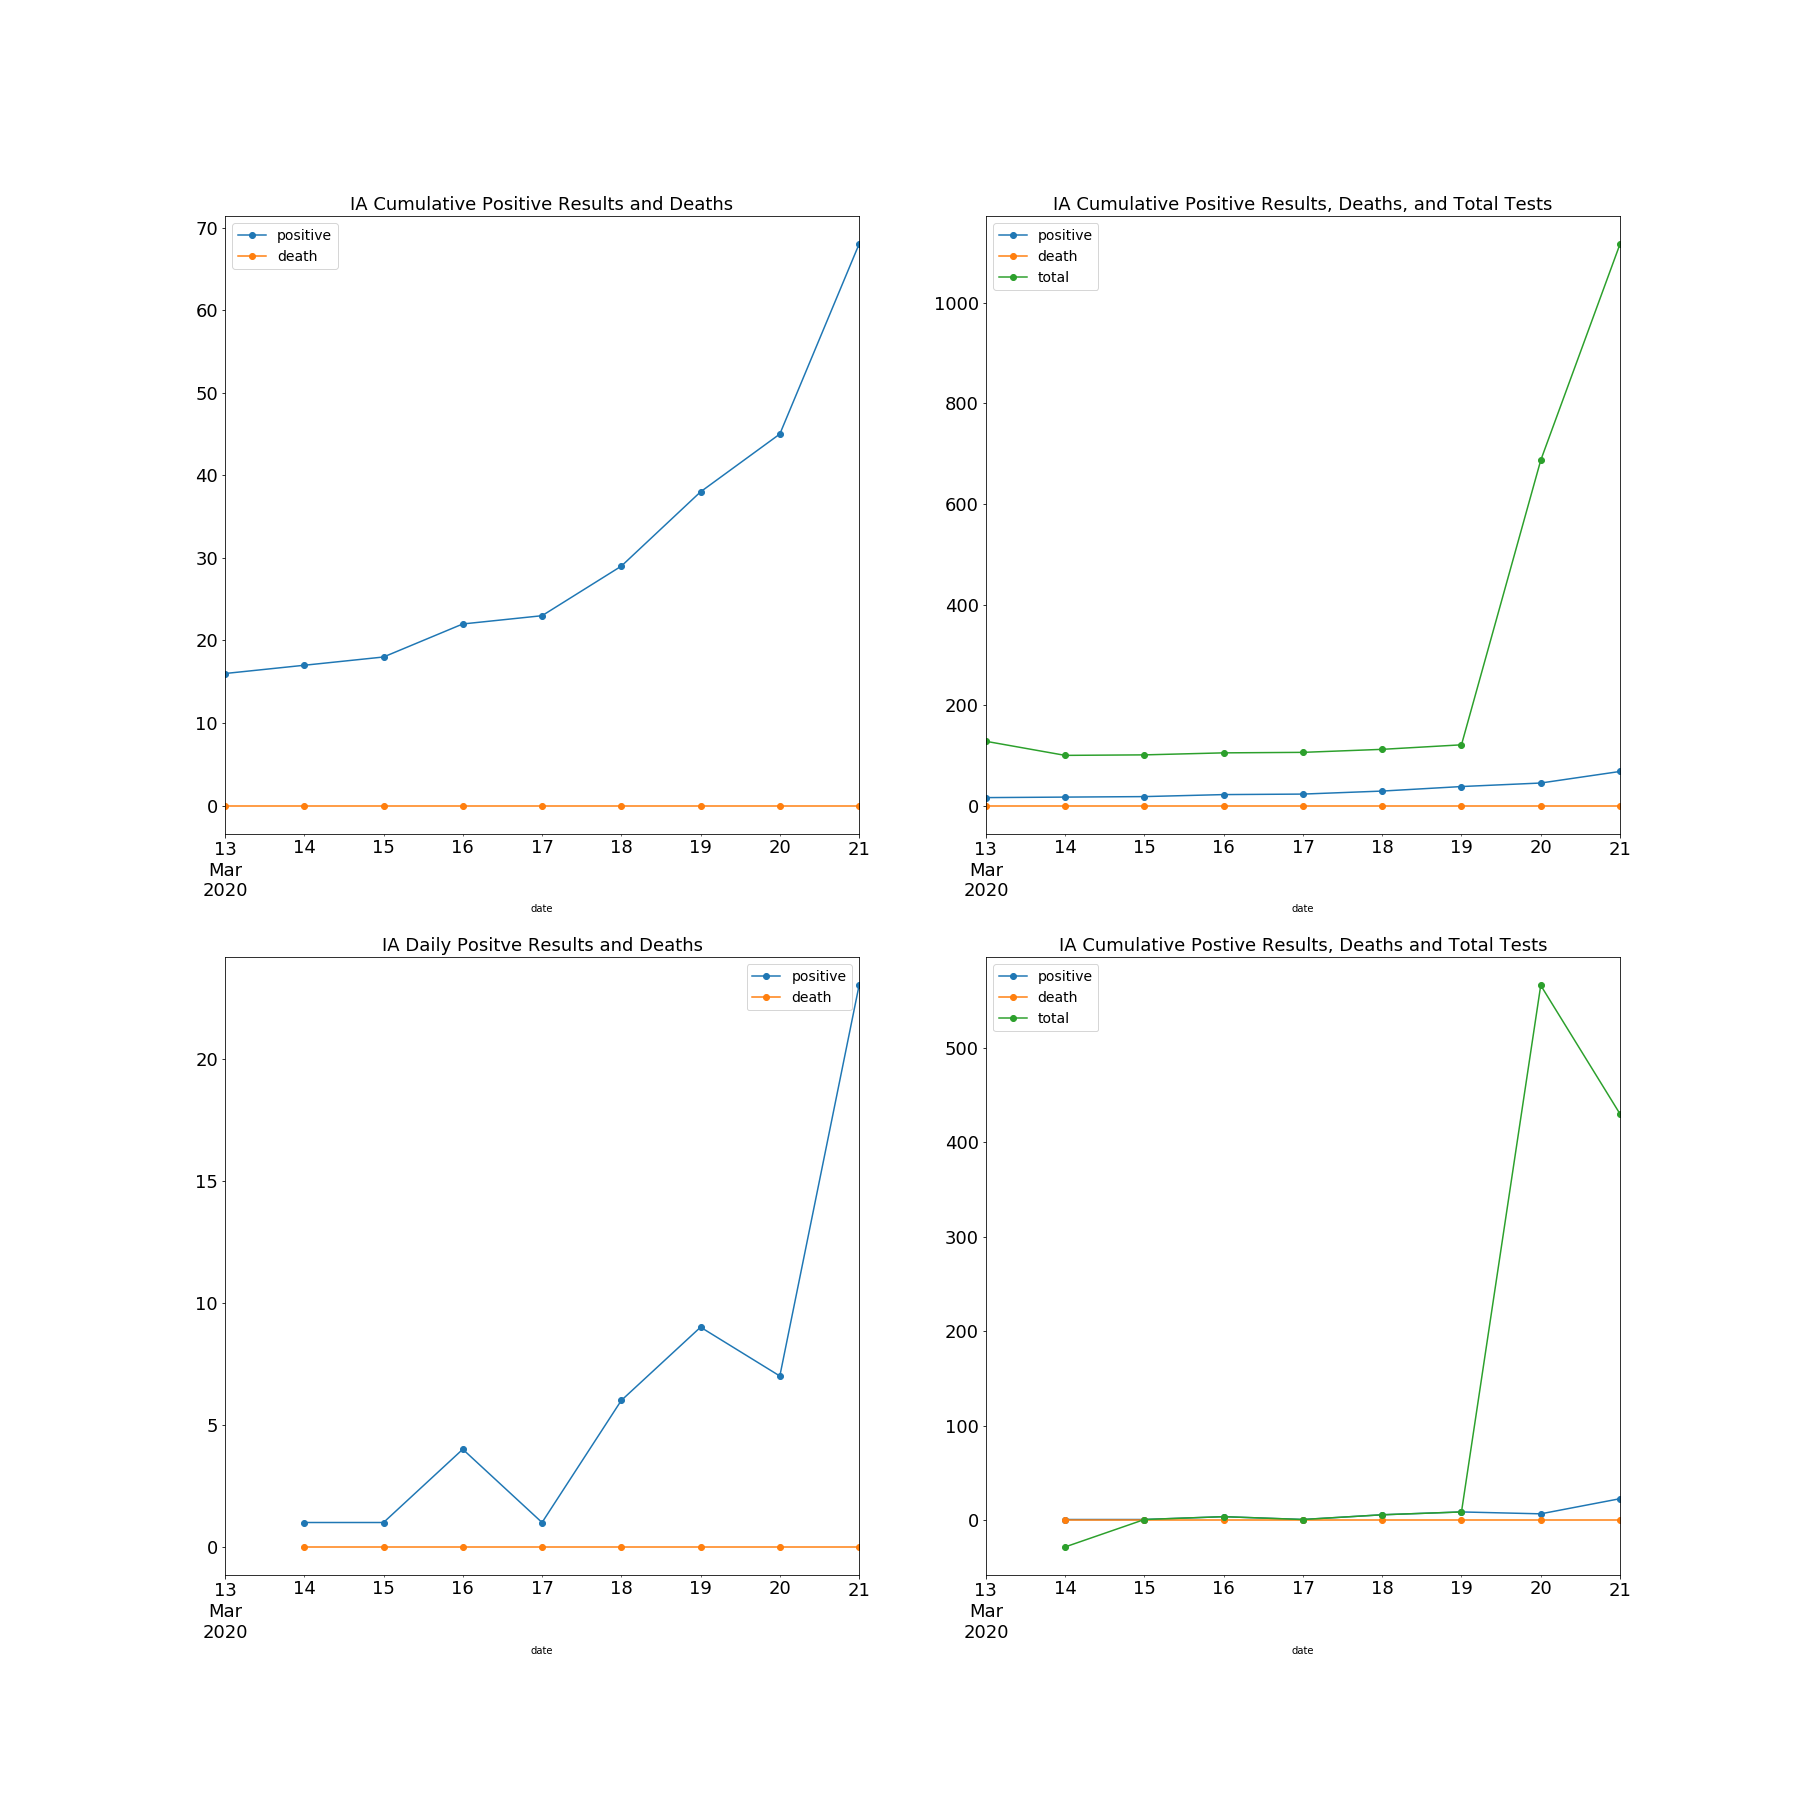 IA Cumulative Positive Results and Deaths
positive
death
70
60
50
40
30
20
10
0
13 14 15 16 17 18 19 20 21
Mar
2020
date
IA Cumulative Positive Results, Deaths, and Total Tests
positive
death
total
1000
800
600
400
200
0
13 14 15 16 17 18 19 20 21
Mar
2020
date
IA Daily Positve Results and Deaths
positive
death
20
15
10
5
0
13 14 15 16 17 18 19 20 21
Mar
2020
date
IA Cumulative Postive Results, Deaths and Total Tests
positive
death
total
500
400
300
200
100
0
13 14 15 16 17 18 19 20 21
Mar
2020
date